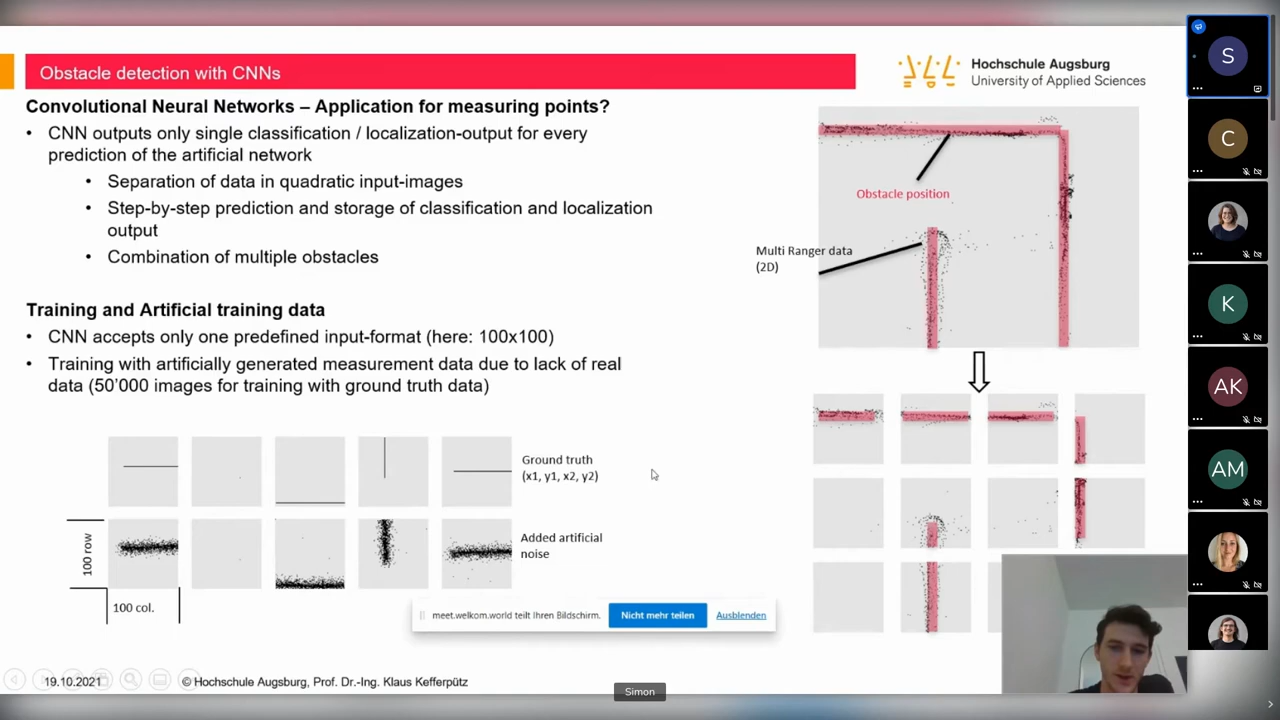 Obstacle detection with CNNs
Hochschule Augsburg
University of Applied Sciences
Convolutional Neural Networks – Application for measuring points?
• CNN outputs only single classification / localization-output for every
prediction of the artificial network
• Separation of data in quadratic input-images
• Step-by-step prediction and storage of classification and localization
output
• Combination of multiple obstacles
Training and Artificial training data
• CNN accepts only one predefined input-format (here: 100x100)
• Training with artificially generated measurement data due to lack of real
data (50’000 images for training with ground truth data)
Obstacle position
Multi Ranger data
(2D)
Ground truth
(x1, y1, x2, y2)
Added artificial
noise
100 row
100 col.
meet.welkom.world teilt Ihren Bildschirm.
Nicht mehr teilen
Ausblenden
19.10.2021
© Hochschule Augsburg, Prof. Dr.-Ing. Klaus Kefferpütz
Simon
S
C
K
AK
AM